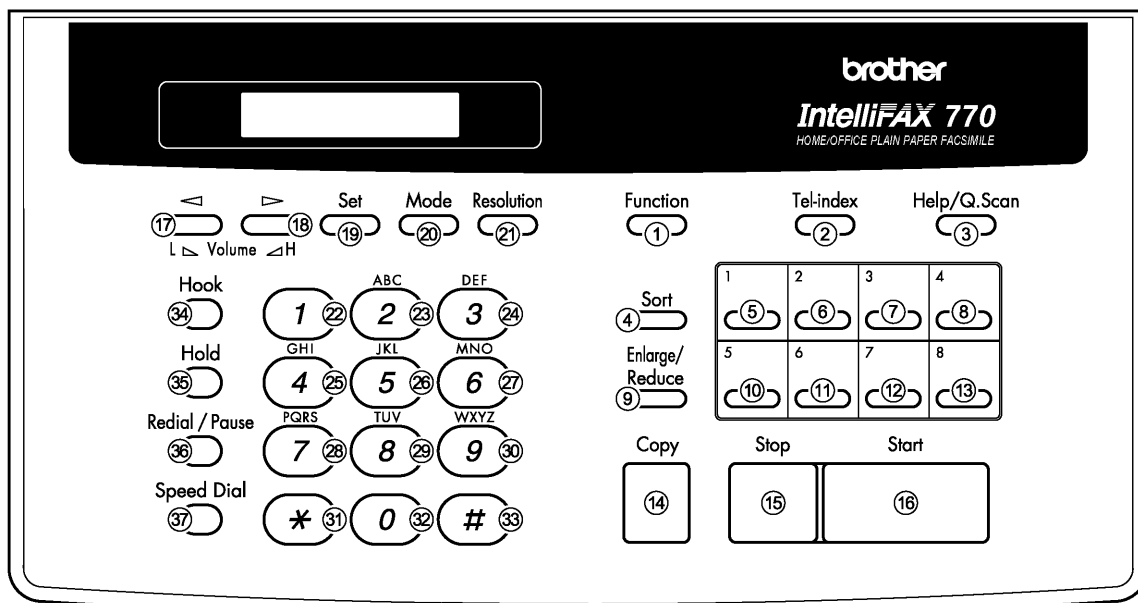 brother
IntelliFAX 770
HOME/OFFICE PLAIN PAPER FACSIMILE
Set Mode Resolution Function Tel-index Help/Q.Scan
17 18 19 20 21 1 2 3
L Volume H
Hook ABC DEF 1 2 3 4
34 1 22 2 23 3 24 Sort 4 5 6 7 8
Hold GHI JKL MNO Enlarge/ 5 6 7 8
35 4 25 5 26 6 27 Reduce 9 10 11 12 13
Redial / Pause PQRS TUV WXYZ
36 7 28 8 29 9 30 Copy Stop Start
Speed Dial
37 * 31 0 32 # 33 14 15 16